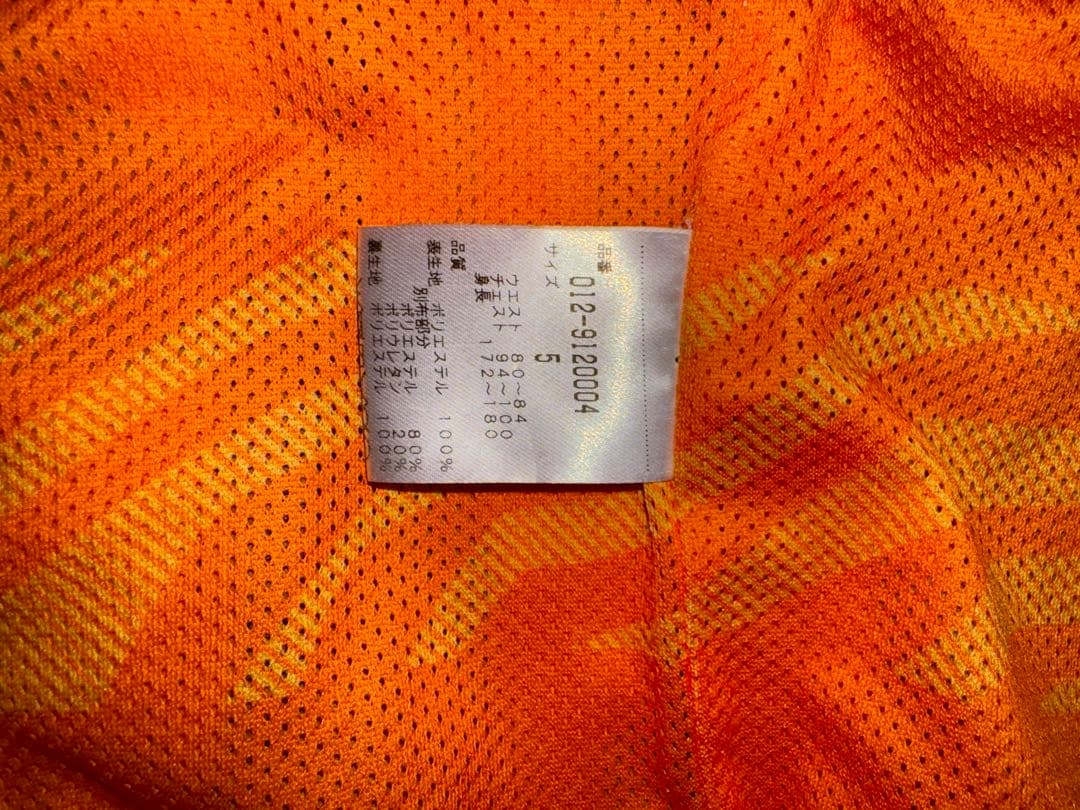 品番
012-9120004
サイズ
5
ウエスト 80~84
チェスト 94~100
身長 172~180
品質
表生地 ポリエステル 100%
別布部分
ポリエステル 80%
ポリウレタン 20%
裏生地 ポリエステル 100%